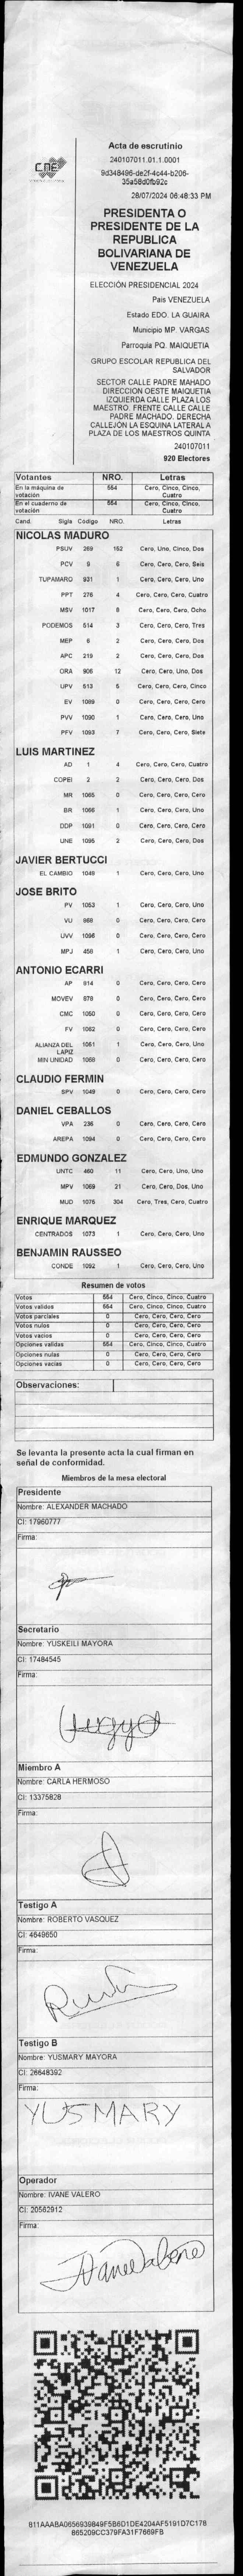 CNE
Acta de escrutinio
240107011.01.1.0001
9d348496-de2f-4c44-b206-
35a58d0fb92c
28/07/2024 06:48:33 PM
PRESIDENTA O
PRESIDENTE DE LA
REPUBLICA
BOLIVARIANA DE
VENEZUELA
ELECCIÓN PRESIDENCIAL 2024
País VENEZUELA
Estado EDO. LA GUAIRA
Municipio MP. VARGAS
Parroquia PQ. MAIQUETIA
GRUPO ESCOLAR REPUBLICA DEL
SALVADOR
SECTOR CALLE PADRE MAHADO
DIRECCION OESTE MAIQUETIA
IZQUIERDA CALLE PLAZA LOS
MAESTRO. FRENTE CALLE CALLE
PADRE MACHADO. DERECHA
CALLEJÓN LA ESQUINA LATERAL A
PLAZA DE LOS MAESTROS QUINTA
240107011
920 Electores
Votantes NRO. Letras
En la máquina de votación 554 Cero, Cinco, Cinco, Cuatro
En el cuaderno de votación 554 Cero, Cinco, Cinco, Cuatro
Cand. Sigla Código NRO. Letras
NICOLAS MADURO
PSUV 269 152 Cero, Uno, Cinco, Dos
PCV 9 6 Cero, Cero, Cero, Seis
TUPAMARO 931 1 Cero, Cero, Cero, Uno
PPT 276 4 Cero, Cero, Cero, Cuatro
MSV 1017 8 Cero, Cero, Cero, Ocho
PODEMOS 514 3 Cero, Cero, Cero, Tres
MEP 6 2 Cero, Cero, Cero, Dos
APC 219 2 Cero, Cero, Cero, Dos
ORA 906 12 Cero, Cero, Uno, Dos
UPV 513 5 Cero, Cero, Cero, Cinco
EV 1089 0 Cero, Cero, Cero, Cero
PVV 1090 1 Cero, Cero, Cero, Uno
PFV 1093 7 Cero, Cero, Cero, Siete
LUIS MARTINEZ
AD 1 4 Cero, Cero, Cero, Cuatro
COPEI 2 2 Cero, Cero, Cero, Dos
MR 1065 0 Cero, Cero, Cero, Cero
BR 1066 1 Cero, Cero, Cero, Uno
DDP 1091 0 Cero, Cero, Cero, Cero
UNE 1095 2 Cero, Cero, Cero, Dos
JAVIER BERTUCCI
EL CAMBIO 1048 1 Cero, Cero, Cero, Uno
JOSE BRITO
PV 1053 1 Cero, Cero, Cero, Uno
VU 868 0 Cero, Cero, Cero, Cero
UVV 1096 0 Cero, Cero, Cero, Cero
MPJ 458 1 Cero, Cero, Cero, Uno
ANTONIO ECARRI
AP 814 0 Cero, Cero, Cero, Cero
MOVEV 678 0 Cero, Cero, Cero, Cero
CMC 1050 0 Cero, Cero, Cero, Cero
FV 1062 0 Cero, Cero, Cero, Cero
ALIANZA DEL LAPIZ 1051 1 Cero, Cero, Cero, Uno
MIN UNIDAD 1068 0 Cero, Cero, Cero, Cero
CLAUDIO FERMIN
SPV 1049 0 Cero, Cero, Cero, Cero
DANIEL CEBALLOS
VPA 236 0 Cero, Cero, Cero, Cero
AREPA 1094 0 Cero, Cero, Cero, Cero
EDMUNDO GONZALEZ
UNTC 460 11 Cero, Cero, Uno, Uno
MPV 1069 21 Cero, Cero, Dos, Uno
MUD 1075 304 Cero, Tres, Cero, Cuatro
ENRIQUE MARQUEZ
CENTRADOS 1073 1 Cero, Cero, Cero, Uno
BENJAMIN RAUSSEO
CONDE 1092 1 Cero, Cero, Cero, Uno
Resumen de votos
Votos 554 Cero, Cinco, Cinco, Cuatro
Votos validos 554 Cero, Cinco, Cinco, Cuatro
Votos parciales 0 Cero, Cero, Cero, Cero
Votos nulos 0 Cero, Cero, Cero, Cero
Votos vacios 0 Cero, Cero, Cero, Cero
Opciones validas 554 Cero, Cinco, Cinco, Cuatro
Opciones nulas 0 Cero, Cero, Cero, Cero
Opciones vacias 0 Cero, Cero, Cero, Cero
Observaciones:
Se levanta la presente acta la cual firman en
señal de conformidad.
Miembros de la mesa electoral
Presidente
Nombre: ALEXANDER MACHADO
CI: 17960777
Firma:
Secretario
Nombre: YUSKEILI MAYORA
CI: 17484545
Firma:
Miembro A
Nombre: CARLA HERMOSO
CI: 13375828
Firma:
Testigo A
Nombre: ROBERTO VASQUEZ
CI: 4649650
Firma:
Testigo B
Nombre: YUSMARY MAYORA
CI: 26648392
Firma:
YUSMARY
Operador
Nombre: IVANE VALERO
CI: 20562912
Firma:
811AAABA0656939849F5B6D1DE4204AF5191D7C178
865209CC379FA31F7669FB